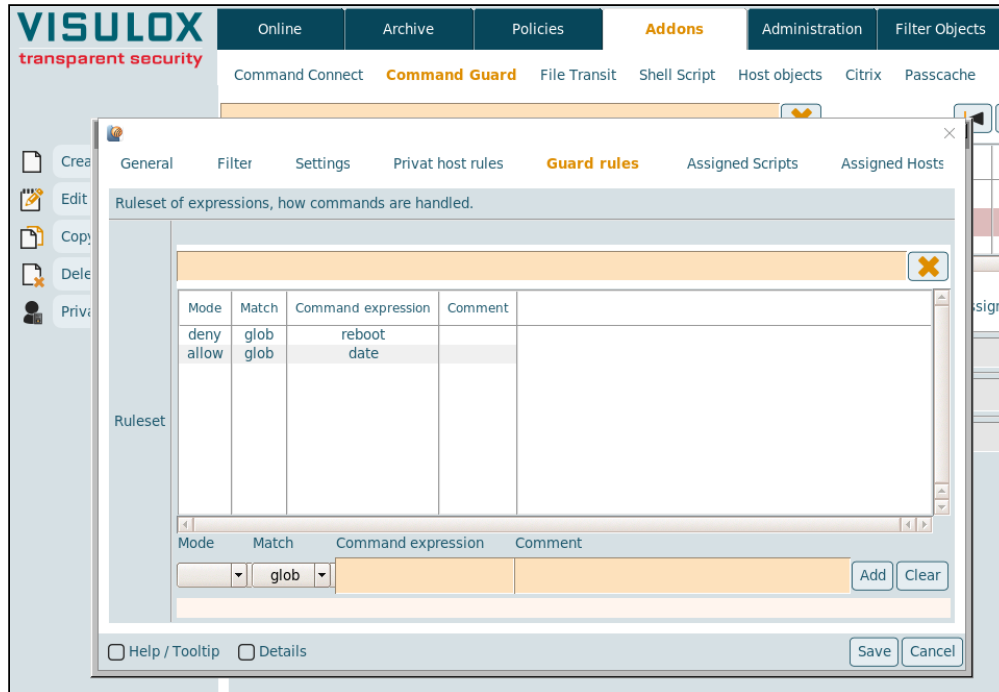 VISULOX
transparent security
Online Archive Policies Addons Administration Filter Objects
Command Connect Command Guard File Transit Shell Script Host objects Citrix Passcache
General Filter Settings Privat host rules Guard rules Assigned Scripts Assigned Hosts
Ruleset of expressions, how commands are handled.
Edit
Mode Match Command expression Comment
deny glob reboot
allow glob date
Ruleset
Mode Match Command expression Comment
glob Add Clear
Help / Tooltip Details Save Cancel